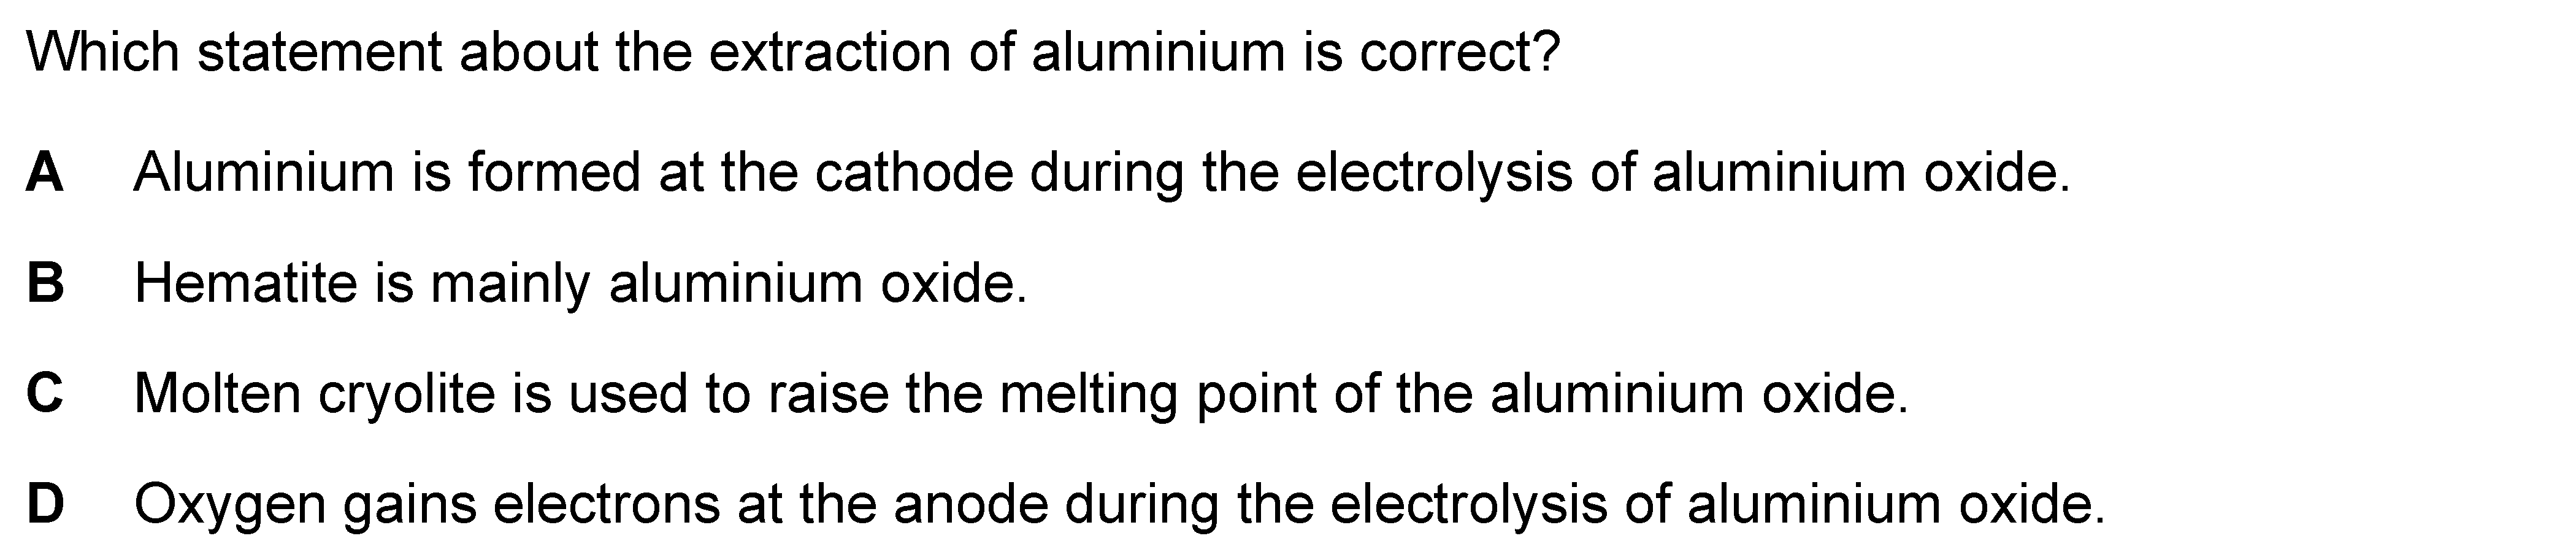 Which statement about the extraction of aluminium is correct?
A Aluminium is formed at the cathode during the electrolysis of aluminium oxide.
B Hematite is mainly aluminium oxide.
C Molten cryolite is used to raise the melting point of the aluminium oxide.
D Oxygen gains electrons at the anode during the electrolysis of aluminium oxide.